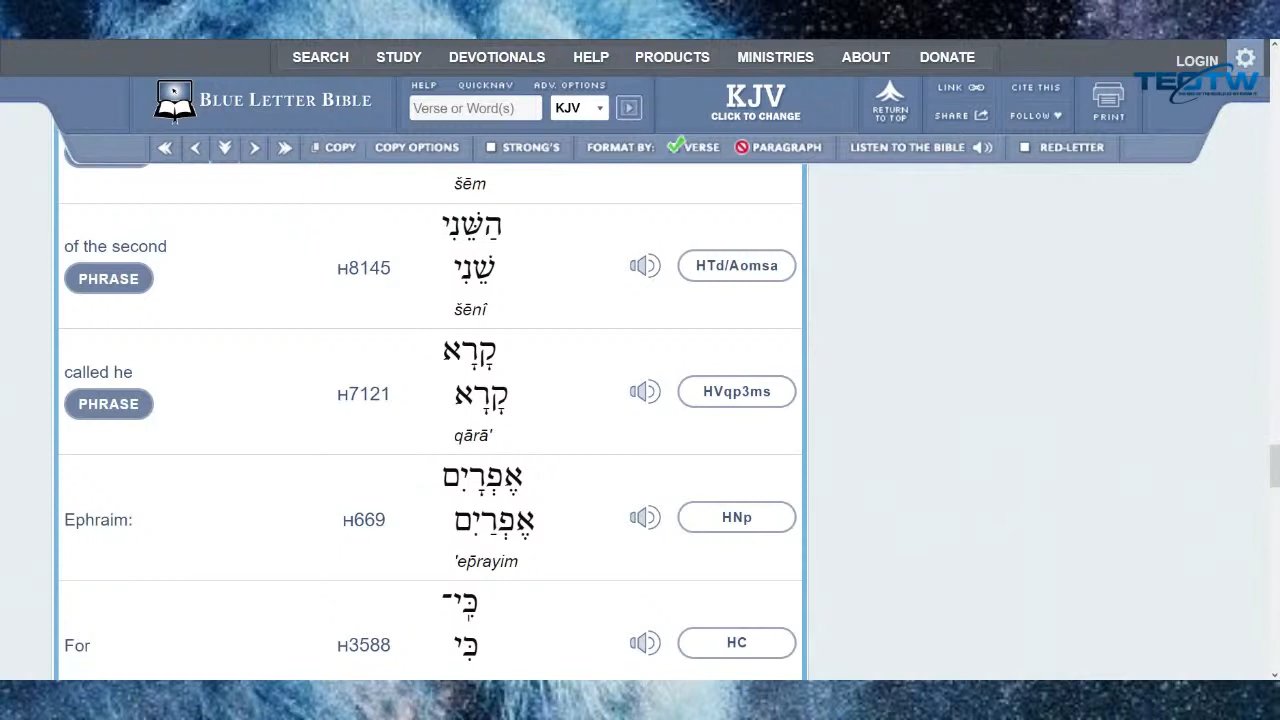 SEARCH STUDY DEVOTIONALS HELP PRODUCTS MINISTRIES ABOUT DONATE LOGIN
TEOTW
BLUE LETTER BIBLE
HELP QUICKNAV ADV. OPTIONS
Verse or Word(s) KJV
KJV
CLICK TO CHANGE
RETURN
TO TOP
LINK
SHARE
CITE THIS
FOLLOW
PRINT
COPY COPY OPTIONS STRONG'S FORMAT BY: VERSE PARAGRAPH LISTEN TO THE BIBLE RED-LETTER
šēm
of the second
PHRASE
H8145
הַשֵּׁנִי
שֵׁנִי
šēnî
HTd/Aomsa
called he
PHRASE
H7121
קָרָא
קָרָא
qārā'
HVqp3ms
Ephraim:
H669
אֶפְרָיִם
אֶפְרַיִם
'ep̄rayim
HNp
For
H3588
כִּי־
כִּי
HC